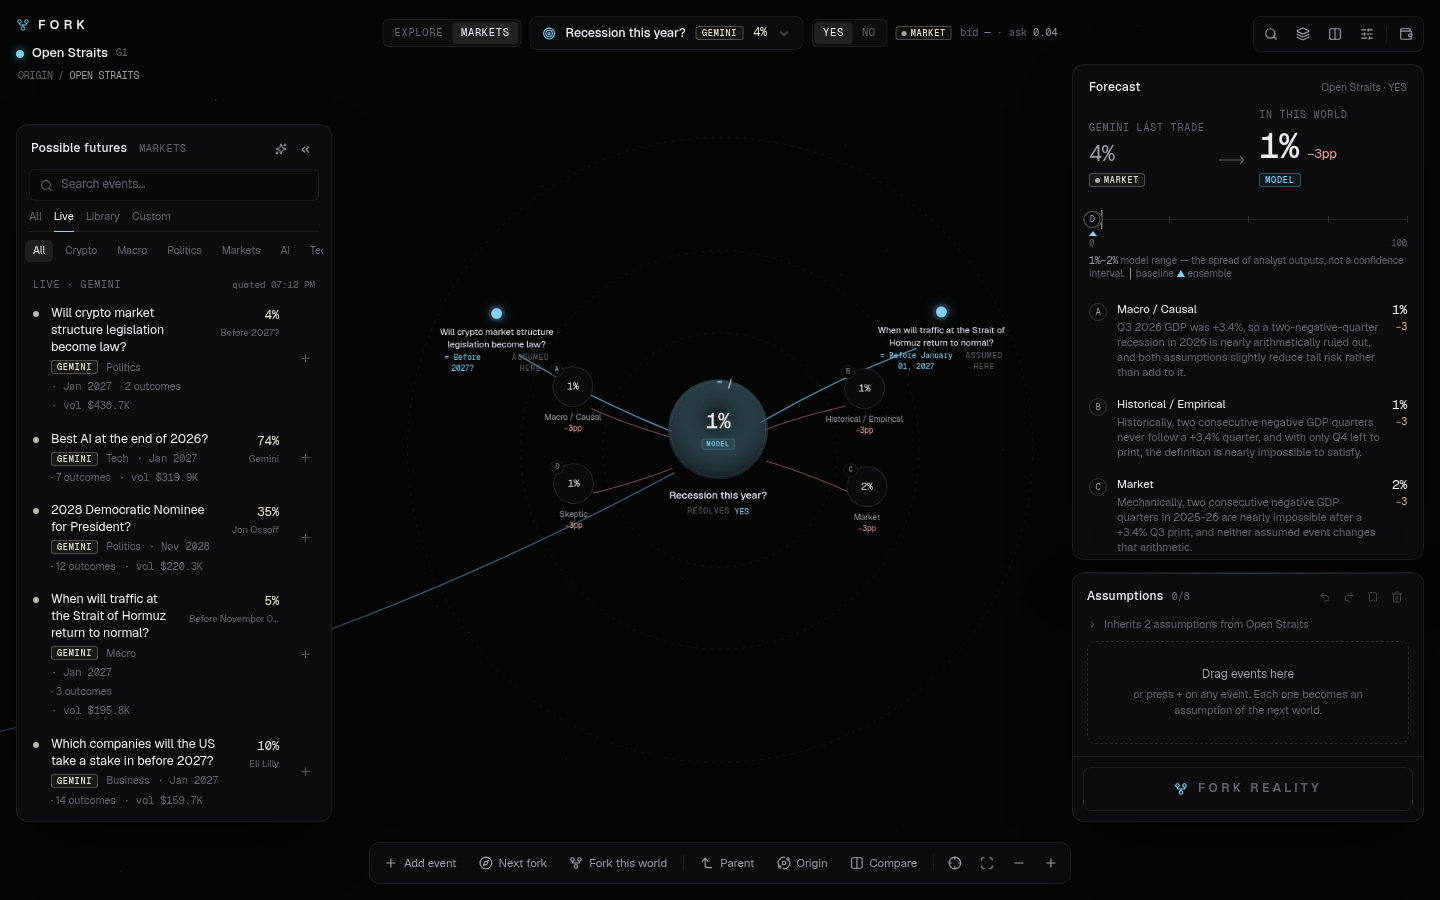 FORK
Open Straits G1
ORIGIN / OPEN STRAITS
EXPLORE MARKETS
Recession this year? GEMINI 4%
YES NO
MARKET bid — · ask 0.04
Possible futures MARKETS
Search events…
All Live Library Custom
All Crypto Macro Politics Markets AI
LIVE · GEMINI quoted 07:12 PM
Will crypto market
structure legislation
become law?
4%
Before 2027?
GEMINI Politics
· Jan 2027 · 2 outcomes
· vol $436.7K
Best AI at the end of 2026? 74%
GEMINI Tech · Jan 2027 Gemini
· 7 outcomes · vol $319.9K
2028 Democratic Nominee
for President?
35%
Jon Ossoff
GEMINI Politics · Nov 2028
· 12 outcomes · vol $220.3K
When will traffic at
the Strait of Hormuz
return to normal?
5%
Before November 0…
GEMINI Macro
· Jan 2027
· 3 outcomes
· vol $195.8K
Which companies will the US
take a stake in before 2027?
10%
Eli Lilly
GEMINI Business · Jan 2027
· 14 outcomes · vol $159.7K
Will crypto market structure
legislation become law?
= Before
2027?
ASSUMED
HERE
When will traffic at the Strait of
Hormuz return to normal?
= Before January
01, 2027
ASSUMED
HERE
A
1%
Macro / Causal
−3pp
B
1%
Historical / Empirical
−3pp
1%
MODEL
Recession this year?
RESOLVES YES
D
1%
Skeptic
−3pp
C
2%
Market
−3pp
Forecast Open Straits · YES
GEMINI LAST TRADE
4%
MARKET
IN THIS WORLD
1% −3pp
MODEL
D
0 100
1%–2% model range — the spread of analyst outputs, not a confidence
interval. | baseline ▲ ensemble
A Macro / Causal 1%
−3
Q3 2026 GDP was +3.4%, so a two-negative-quarter
recession in 2026 is nearly arithmetically ruled out,
and both assumptions slightly reduce tail risk rather
than add to it.
B Historical / Empirical 1%
−3
Historically, two consecutive negative GDP quarters
never follow a +3.4% quarter, and with only Q4 left to
print, the definition is nearly impossible to satisfy.
C Market 2%
−3
Mechanically, two consecutive negative GDP
quarters in 2025-26 are nearly impossible after a
+3.4% Q3 print, and neither assumed event changes
that arithmetic.
Assumptions 0/8
Inherits 2 assumptions from Open Straits
Drag events here
or press + on any event. Each one becomes an
assumption of the next world.
FORK REALITY
Add event Next fork Fork this world Parent Origin Compare